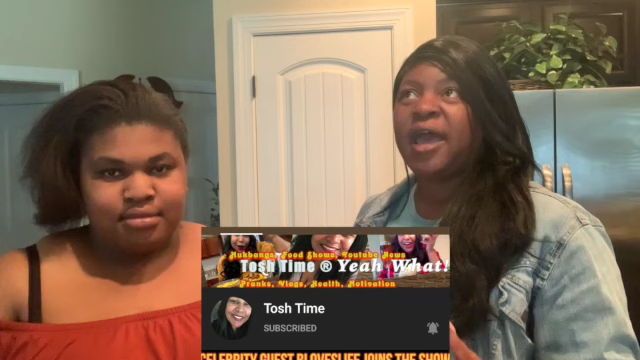 Mukbangs, Food Shows, Youtube News
Tosh Time ® Yeah What!
Pranks, Vlogs, Health, Motivation
Tosh Time
SUBSCRIBED
CELEBRITY GUEST BLOVESLIFE JOINS THE SHOW